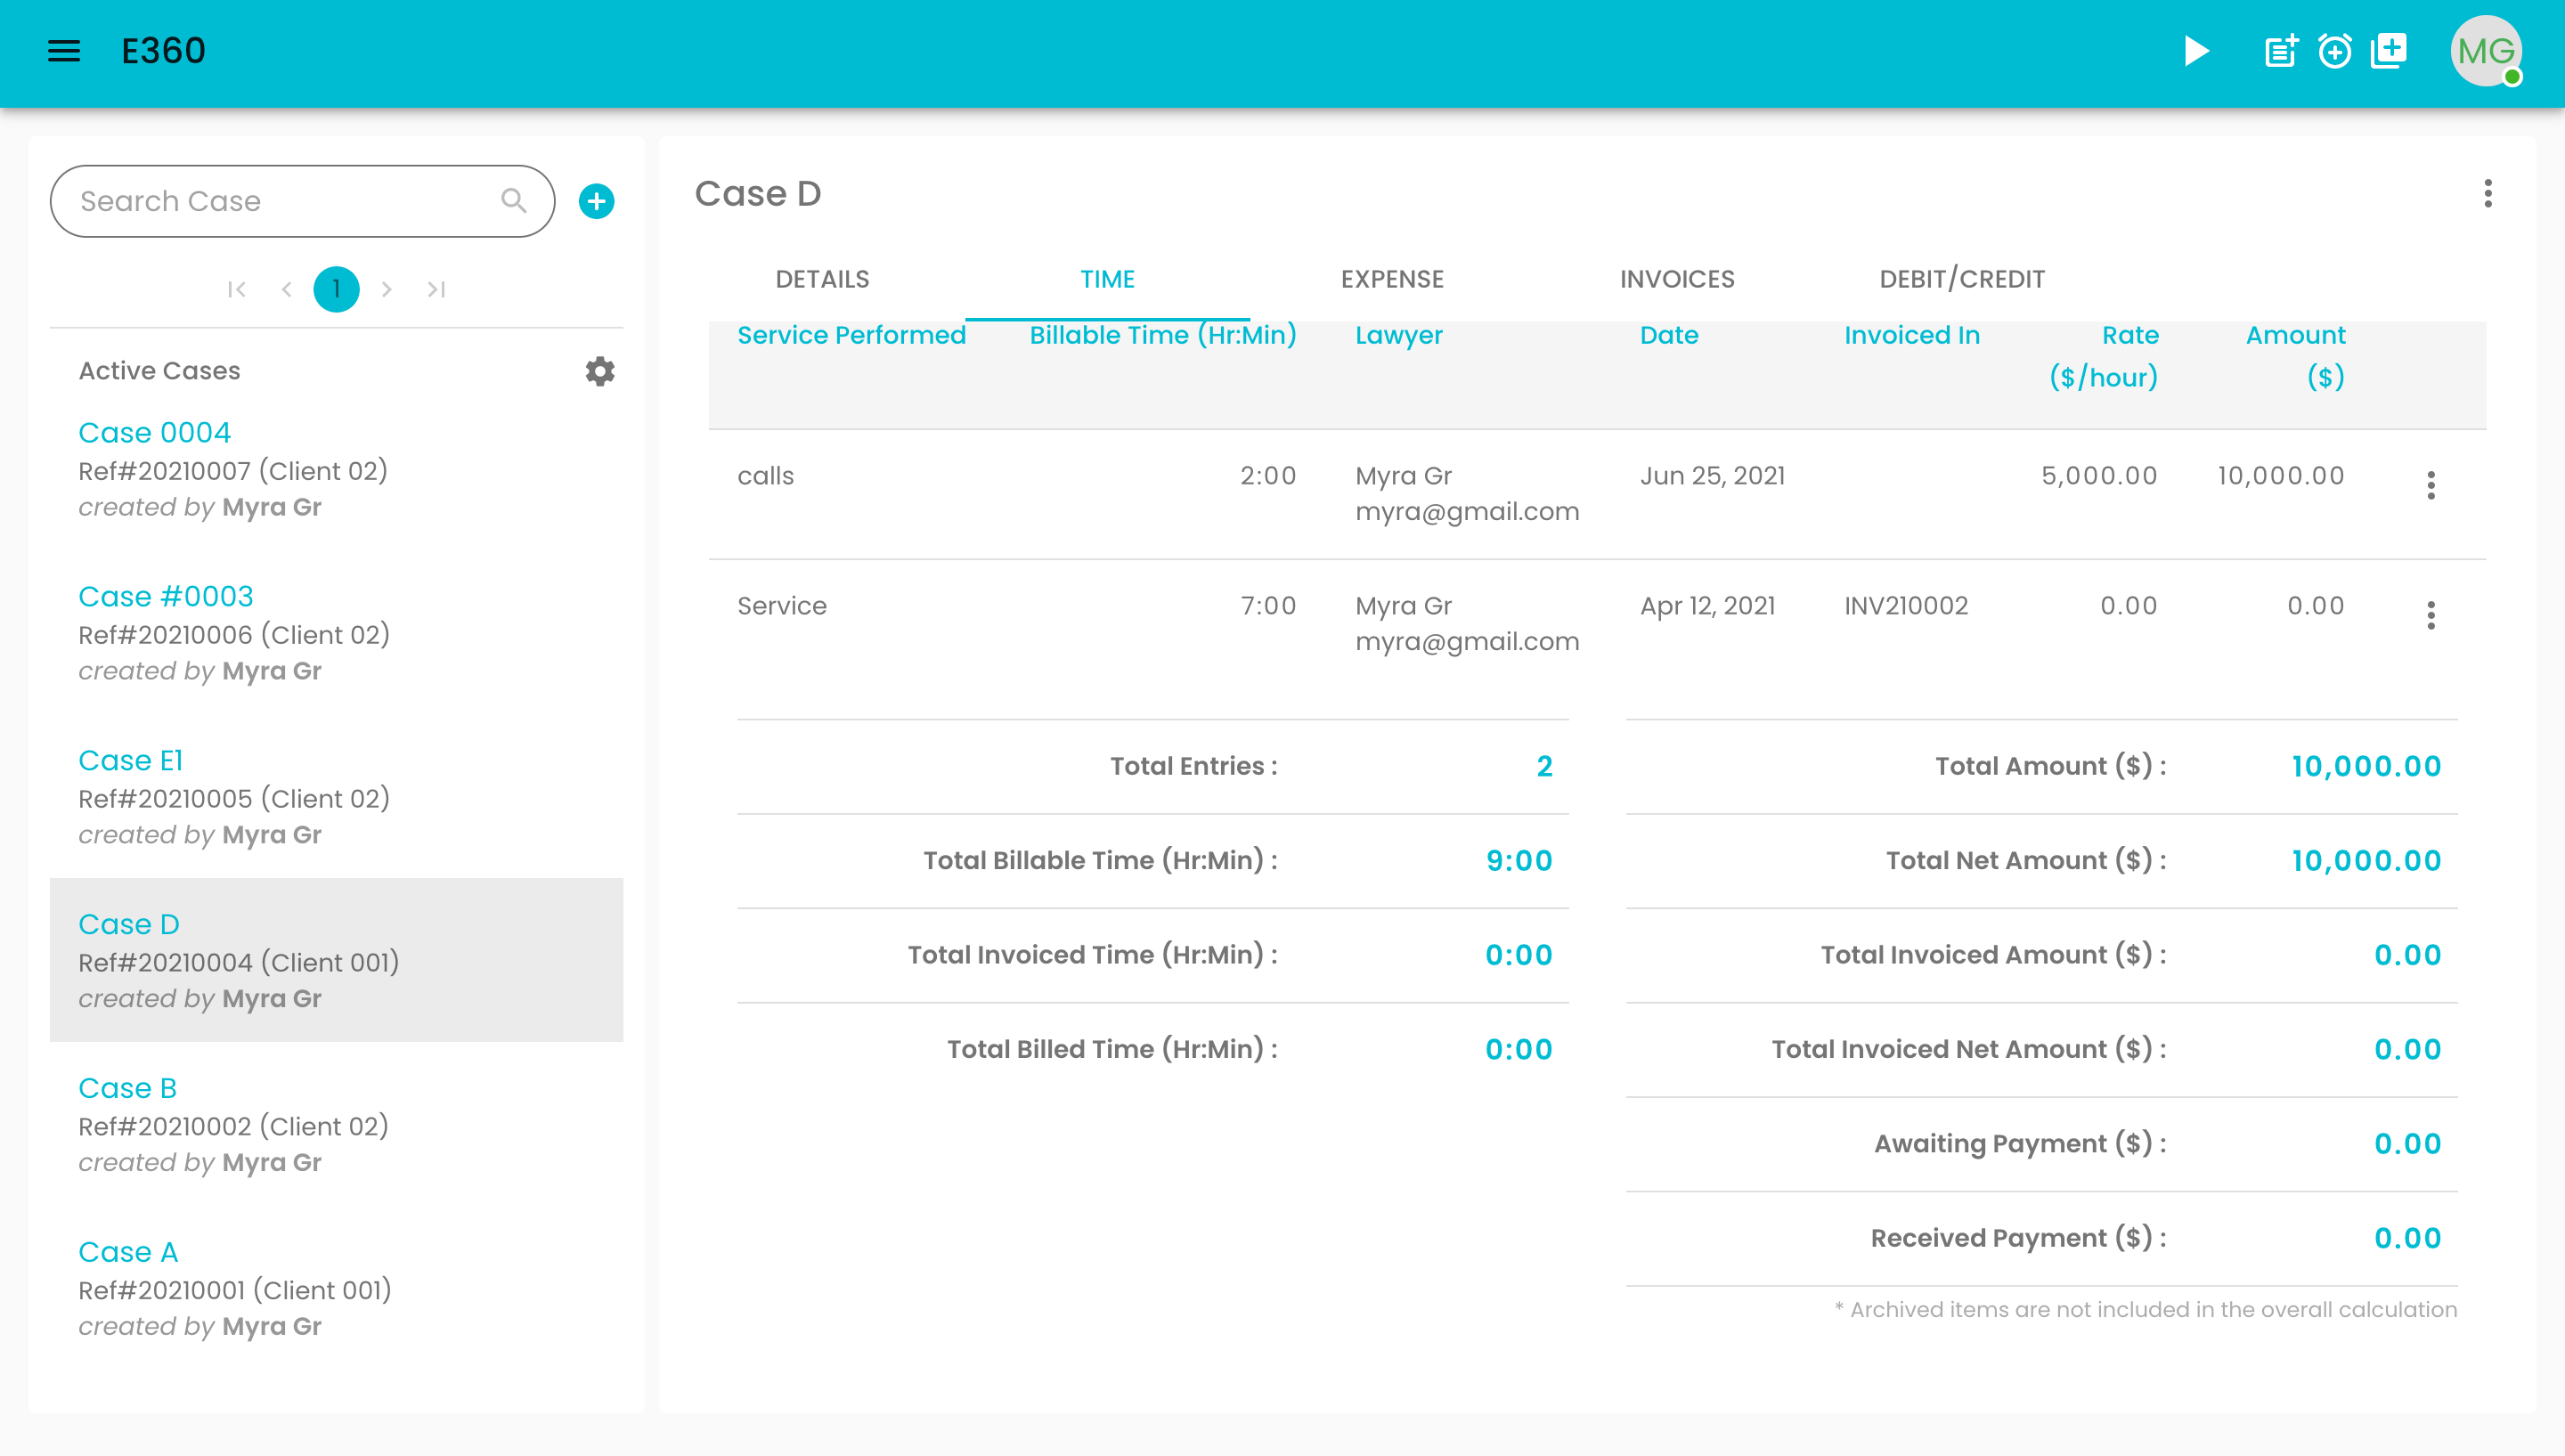 E360
MG
Search Case
1
Active Cases
Case 0004
Ref#20210007 (Client 02)
created by Myra Gr
Case #0003
Ref#20210006 (Client 02)
created by Myra Gr
Case E1
Ref#20210005 (Client 02)
created by Myra Gr
Case D
Ref#20210004 (Client 001)
created by Myra Gr
Case B
Ref#20210002 (Client 02)
created by Myra Gr
Case A
Ref#20210001 (Client 001)
created by Myra Gr
Case D
DETAILS TIME EXPENSE INVOICES DEBIT/CREDIT
Service Performed Billable Time (Hr:Min) Lawyer Date Invoiced In Rate Amount
($/hour) ($)
calls 2:00 Myra Gr Jun 25, 2021 5,000.00 10,000.00
myra@gmail.com
Service 7:00 Myra Gr Apr 12, 2021 INV210002 0.00 0.00
myra@gmail.com
Total Entries : 2
Total Billable Time (Hr:Min) : 9:00
Total Invoiced Time (Hr:Min) : 0:00
Total Billed Time (Hr:Min) : 0:00
Total Amount ($) : 10,000.00
Total Net Amount ($) : 10,000.00
Total Invoiced Amount ($) : 0.00
Total Invoiced Net Amount ($) : 0.00
Awaiting Payment ($) : 0.00
Received Payment ($) : 0.00
* Archived items are not included in the overall calculation